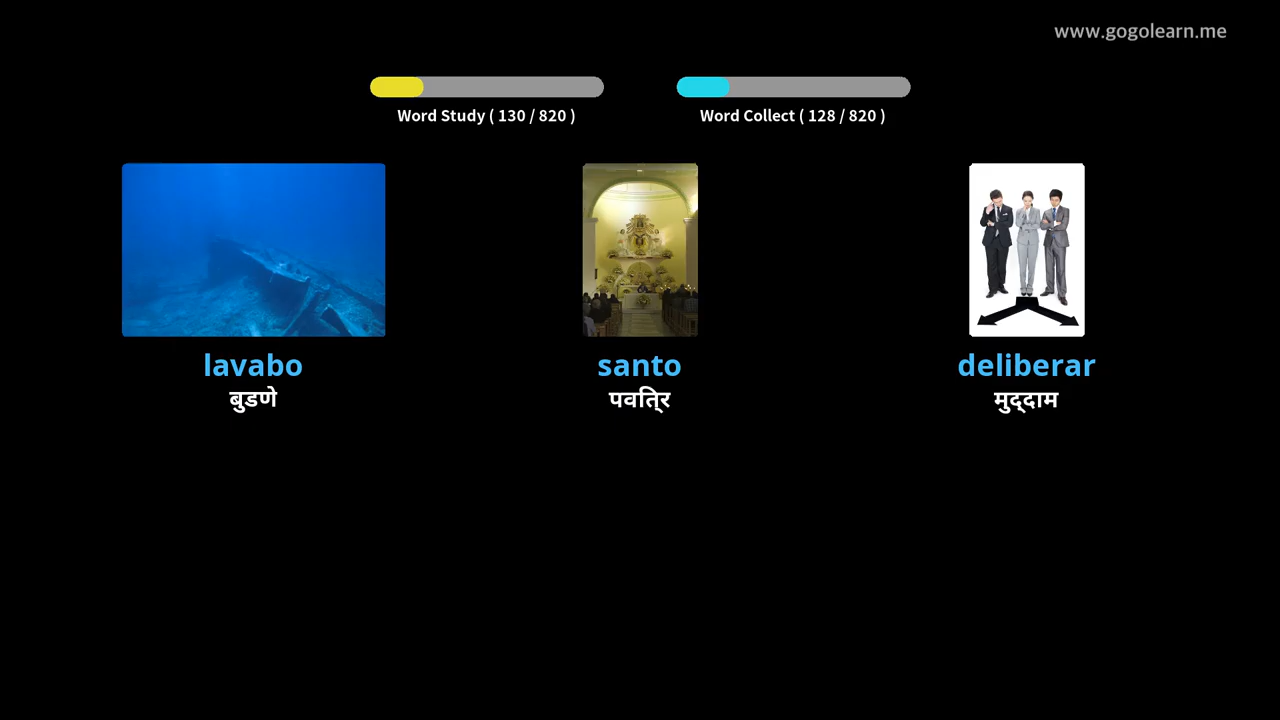 www.gogolearn.me
Word Study ( 130 / 820 )
Word Collect ( 128 / 820 )
lavabo
santo
deliberar
बुडणे
पवित्र
मुद्दाम